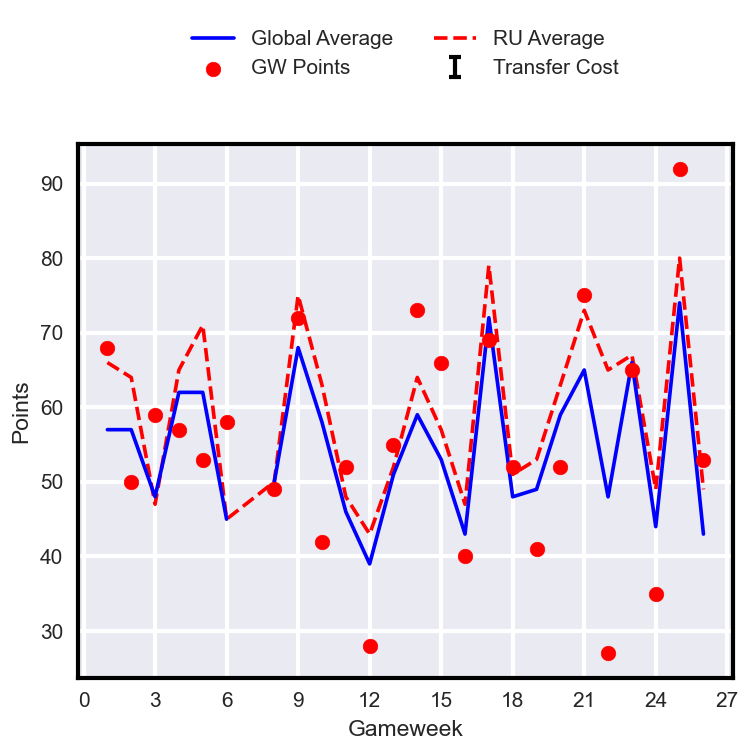 Global Average
RU Average
GW Points
Transfer Cost
90
80
70
60
50
40
30
Points
0 3 6 9 12 15 18 21 24 27
Gameweek